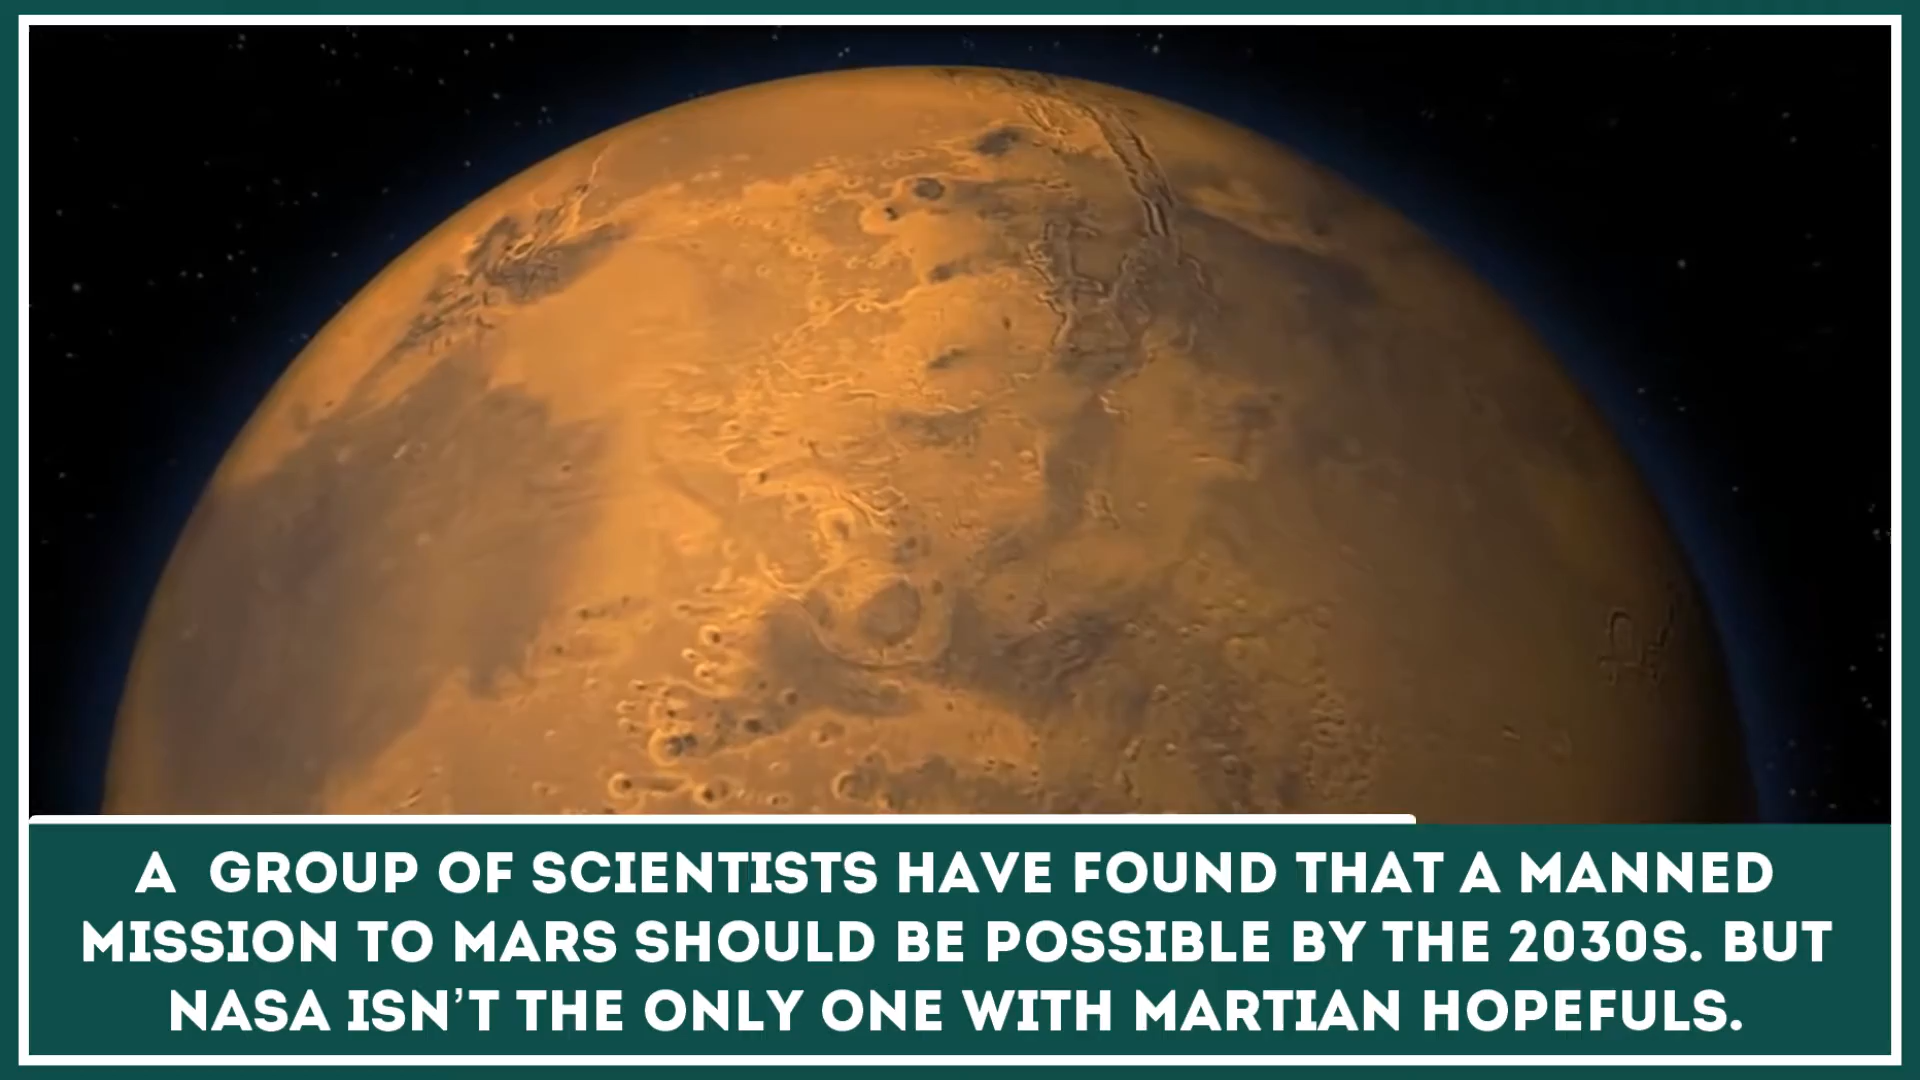 A GROUP OF SCIENTISTS HAVE FOUND THAT A MANNED
MISSION TO MARS SHOULD BE POSSIBLE BY THE 2030S. BUT
NASA ISN'T THE ONLY ONE WITH MARTIAN HOPEFULS.